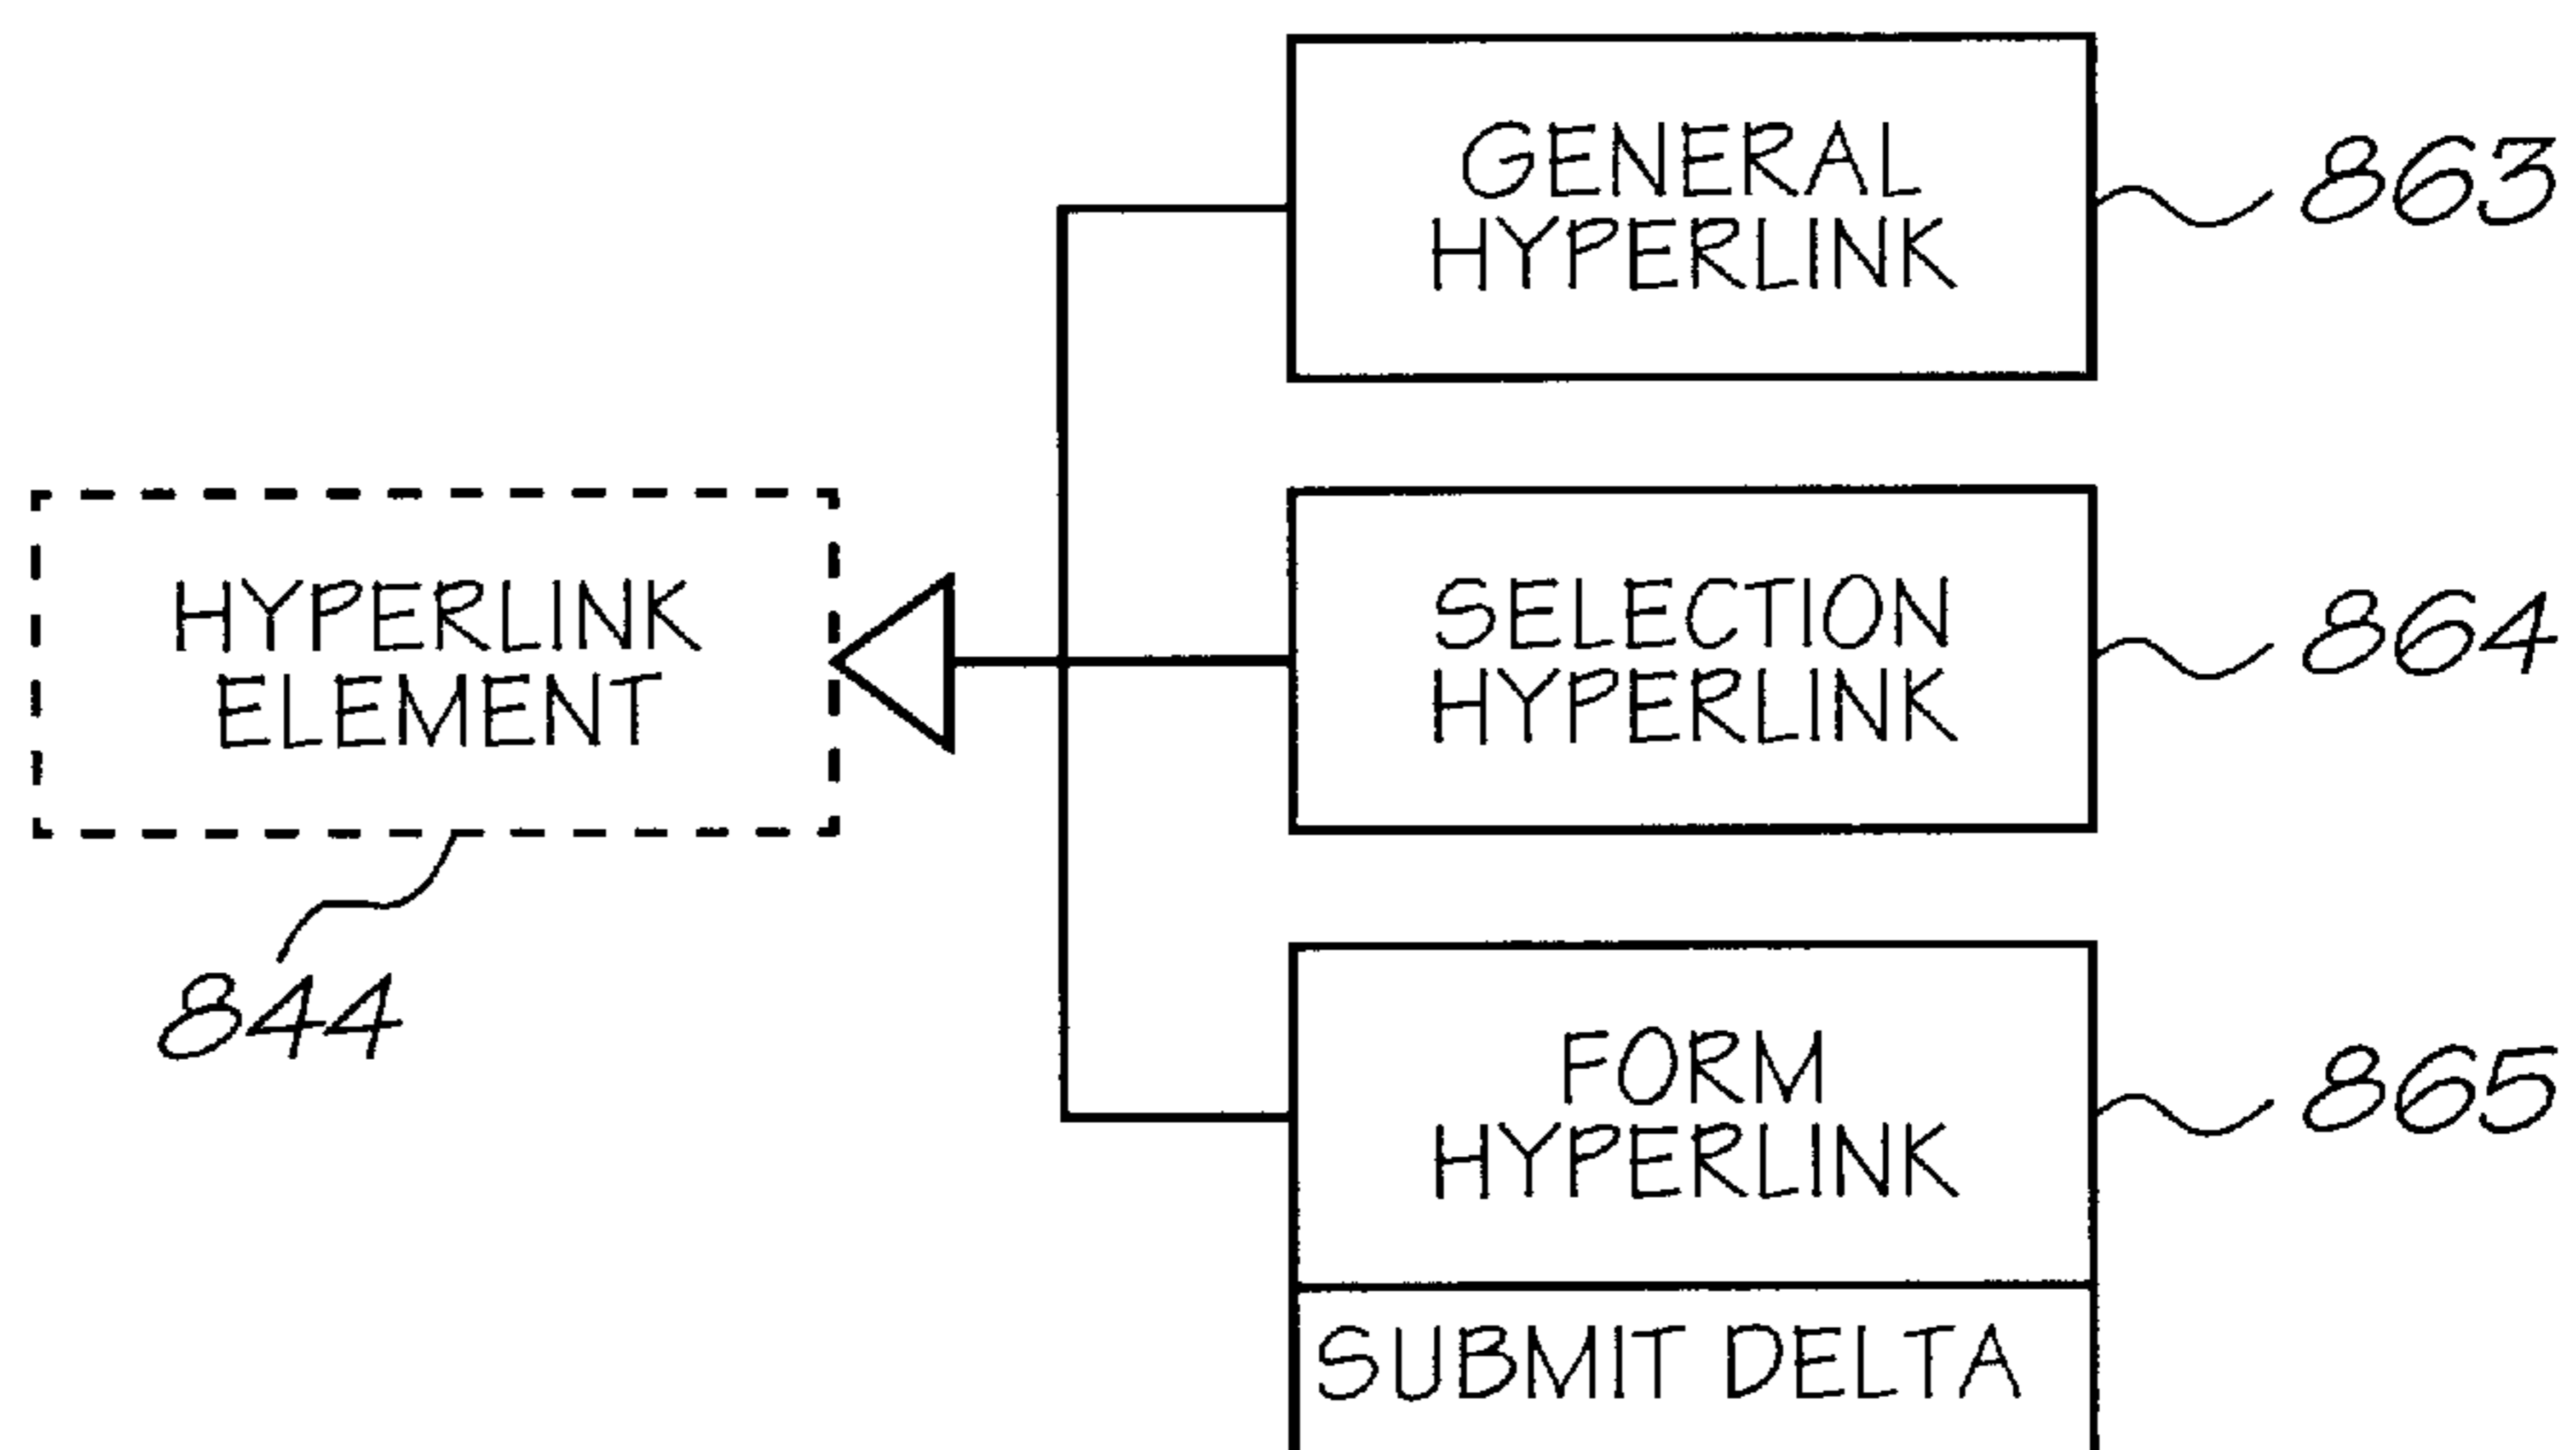 GENERAL
HYPERLINK
863
HYPERLINK
ELEMENT
844
SELECTION
HYPERLINK
864
FORM
HYPERLINK
865
SUBMIT DELTA